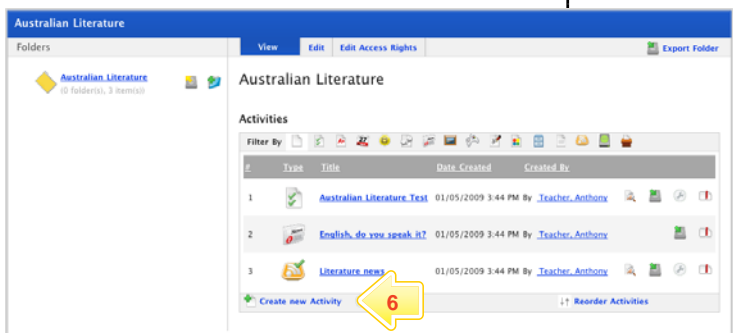 Australian Literature
Folders
View Edit Edit Access Rights Export Folder
Australian Literature
(0 folder(s), 3 item(s))
Australian Literature
Activities
Filter By
# Type Title Date Created Created By
1 Australian Literature Test 01/05/2009 3:44 PM By Teacher, Anthony
2 English, do you speak it? 01/05/2009 3:44 PM By Teacher, Anthony
3 Literature news 01/05/2009 3:44 PM By Teacher, Anthony
Create new Activity 6 Reorder Activities